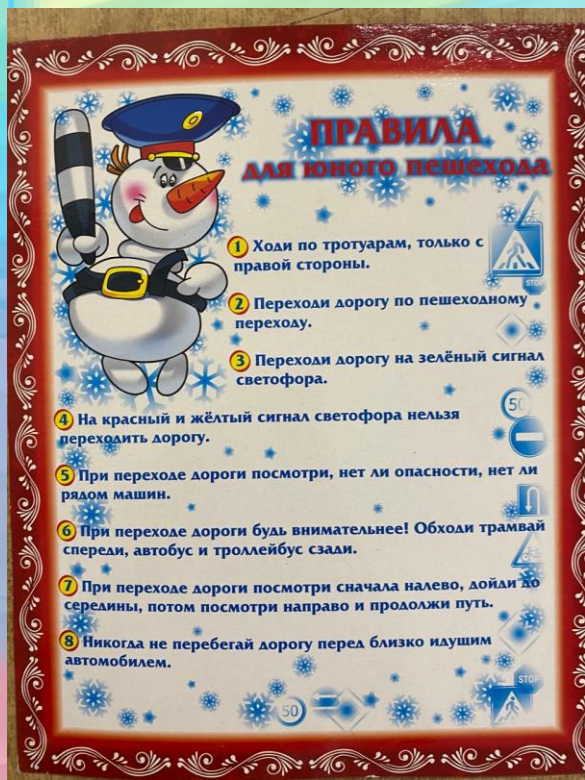 ПРАВИЛА
для юного пешехода
1 Ходи по тротуарам, только с
правой стороны.
STOP
2 Переходи дорогу по пешеходному
переходу.
3 Переходи дорогу на зелёный сигнал
светофора.
50
4 На красный и жёлтый сигнал светофора нельзя
переходить дорогу.
5 При переходе дороги посмотри, нет ли опасности, нет ли
рядом машин.
6 При переходе дороги будь внимательнее! Обходи трамвай
спереди, автобус и троллейбус сзади.
7 При переходе дороги посмотри сначала налево, дойди до
середины, потом посмотри направо и продолжи путь.
8 Никогда не перебегай дорогу перед близко идущим
автомобилем.
STOP
50